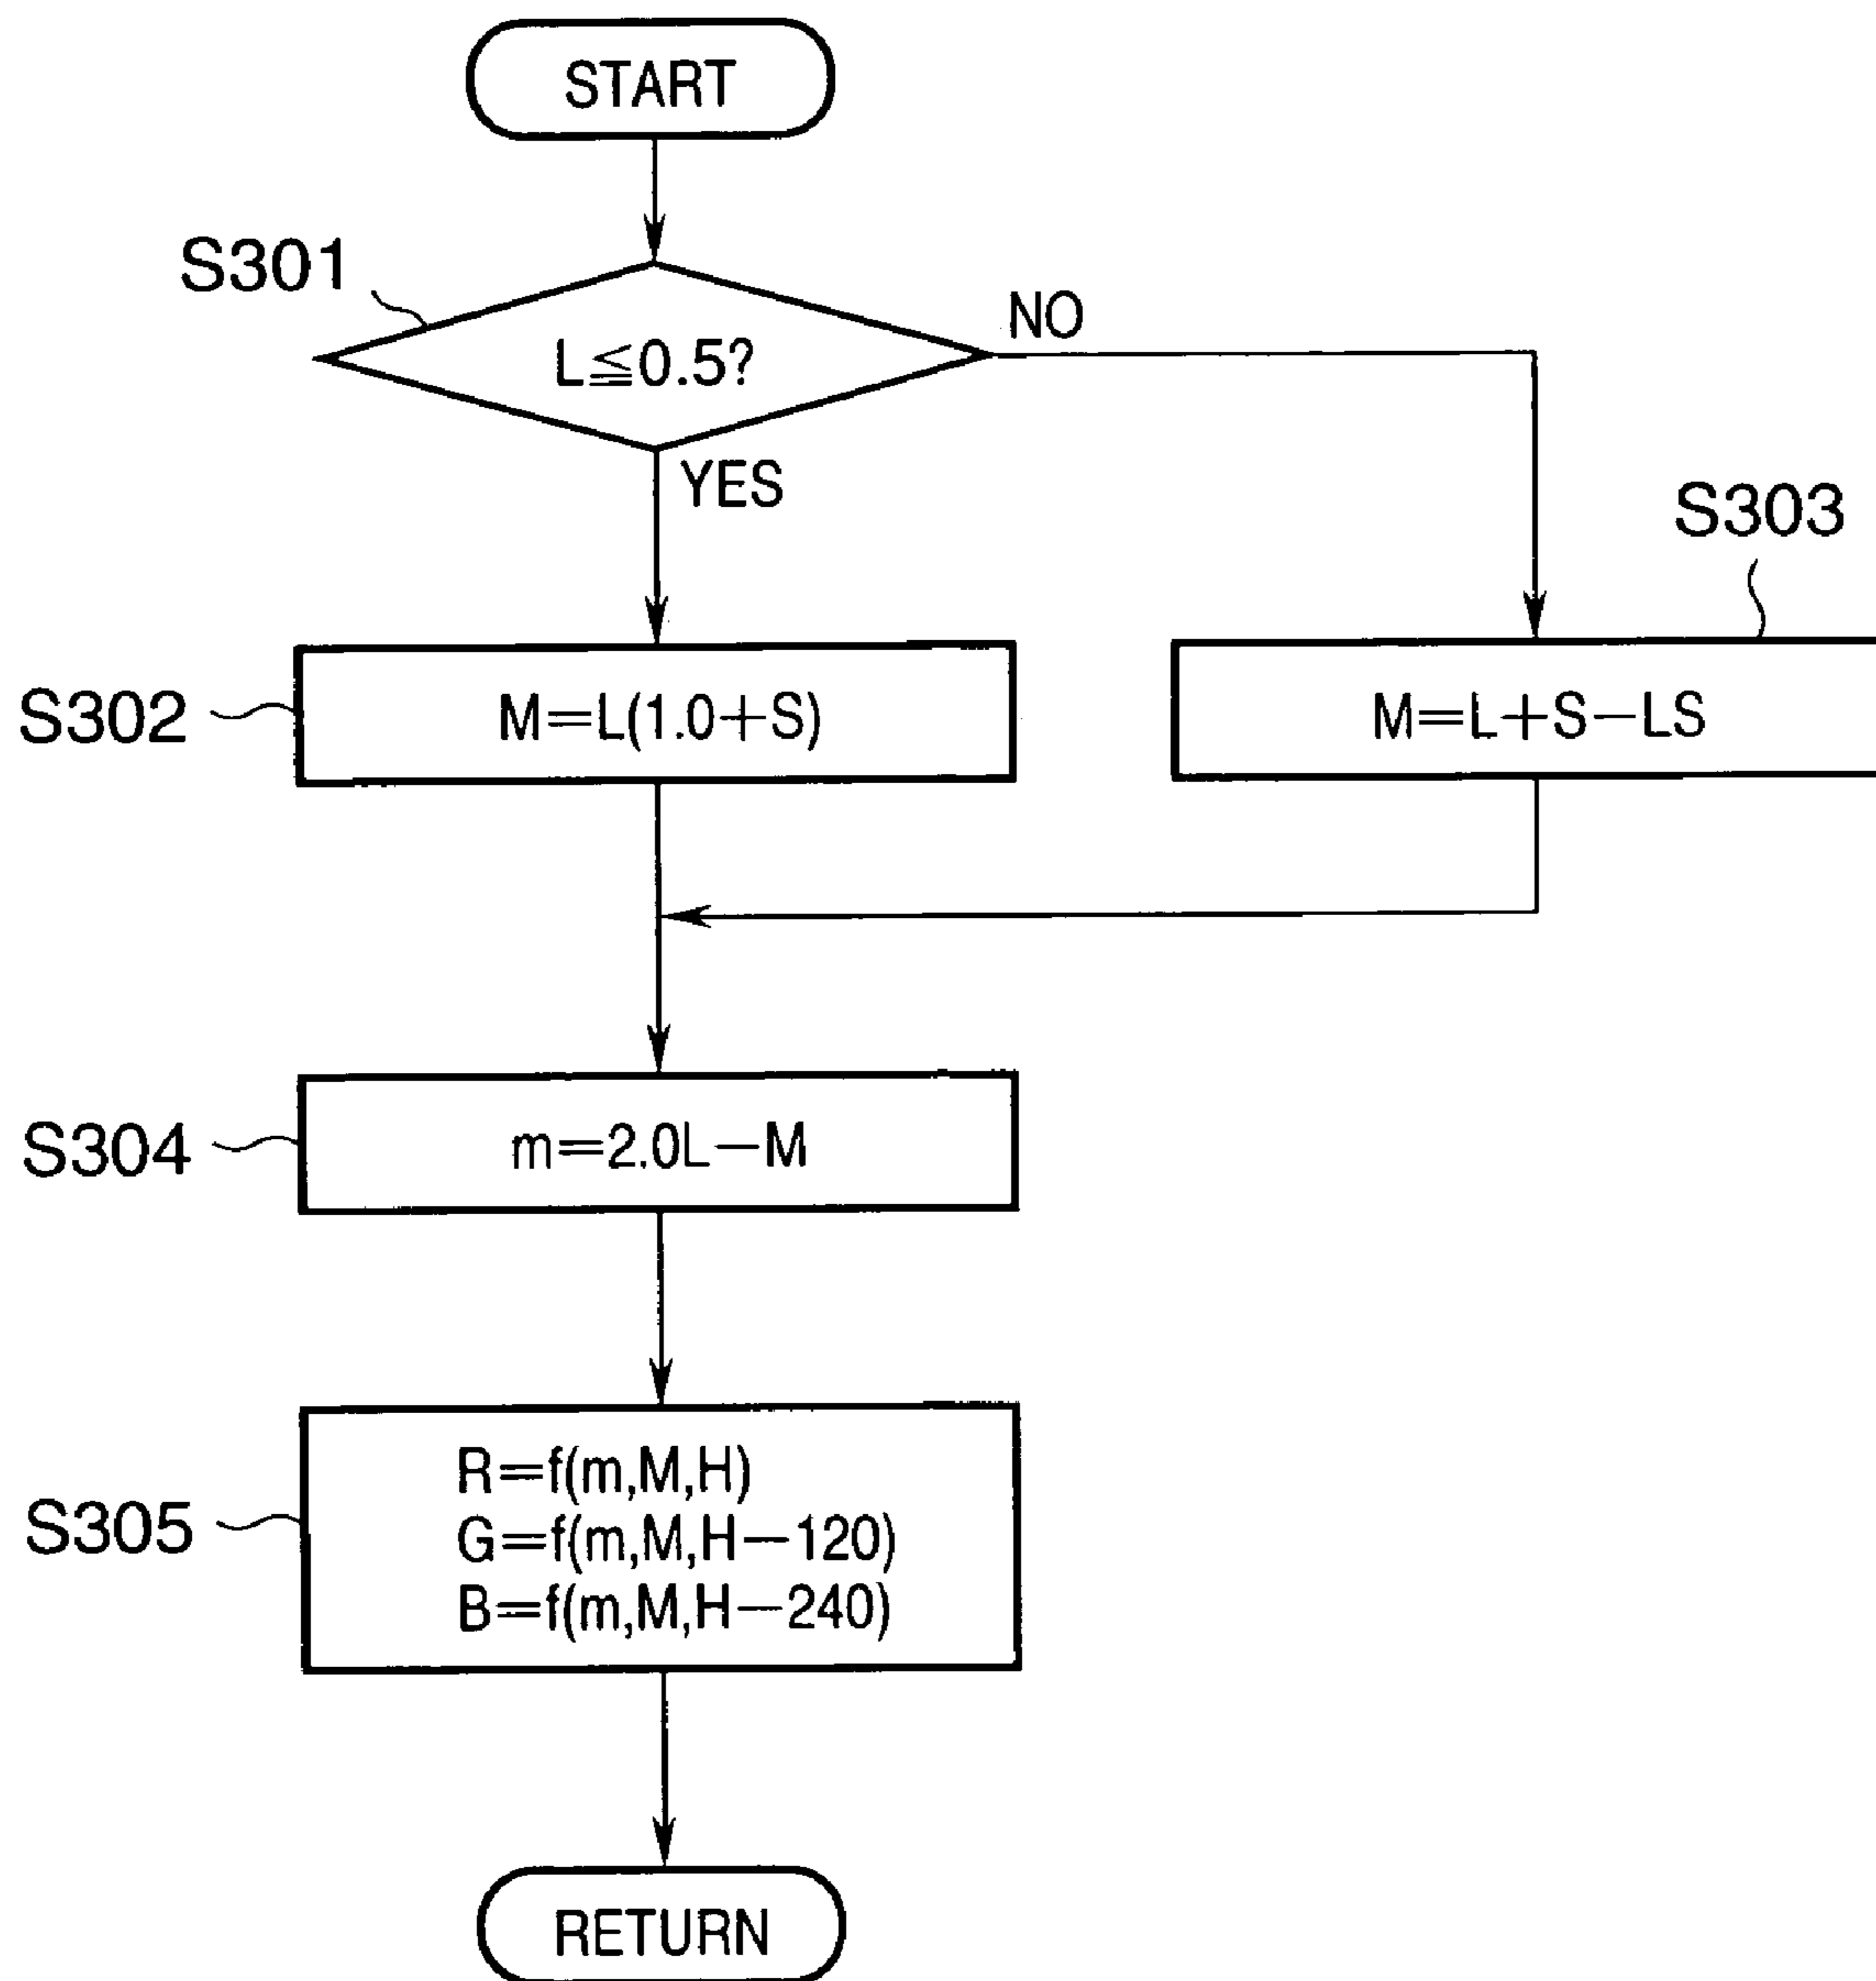 START
S301
L≦0.5?
NO
YES
S303
S302
M=L(1.0+S)
M=L+S−LS
S304
m=2.0L−M
S305
R=f(m,M,H)
G=f(m,M,H−120)
B=f(m,M,H−240)
RETURN